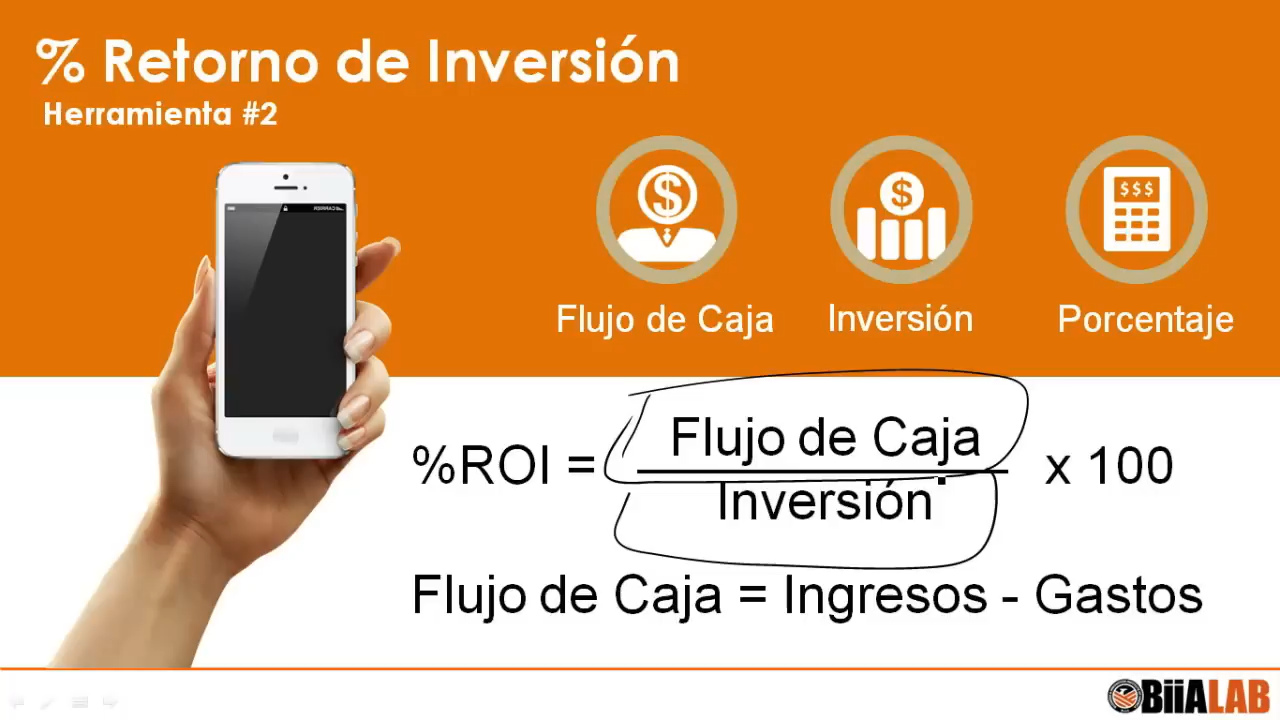 % Retorno de Inversión
Herramienta #2
CARRIER
$
$
$$$
Flujo de Caja
Inversión
Porcentaje
%ROI = Flujo de Caja x 100
Inversión
Flujo de Caja = Ingresos - Gastos
BiiALAB